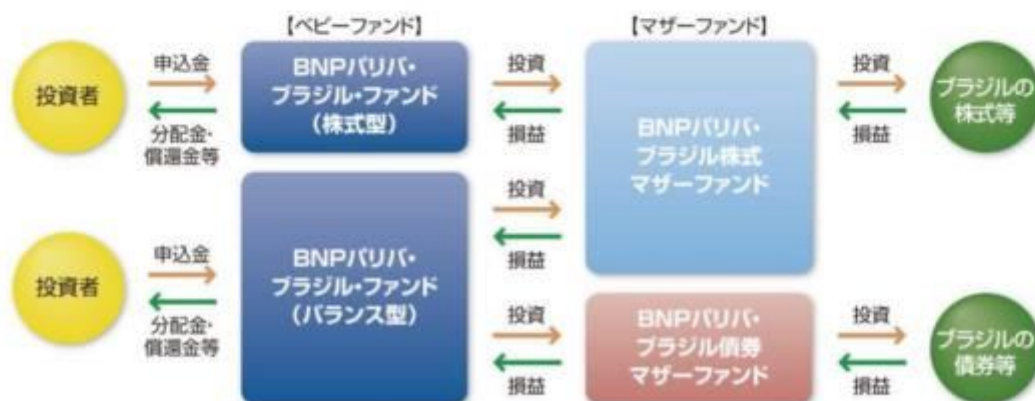 【ベビーファンド】
【マザーファンド】
投資者
申込金
分配金・
償還金等
BNPパリバ・
ブラジル・ファンド
（株式型）
投資
損益
BNPパリバ・
ブラジル株式
マザーファンド
投資
損益
ブラジルの
株式等
投資
損益
投資者
申込金
分配金・
償還金等
BNPパリバ・
ブラジル・ファンド
（バランス型）
投資
損益
BNPパリバ・
ブラジル債券
マザーファンド
投資
損益
ブラジルの
債券等